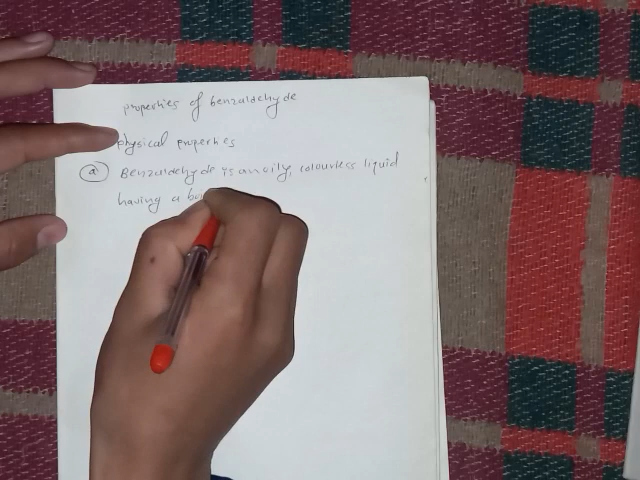 properties of benzaldehyde
physical properties
(a) Benzaldehyde is an oily, colourless liquid
having a